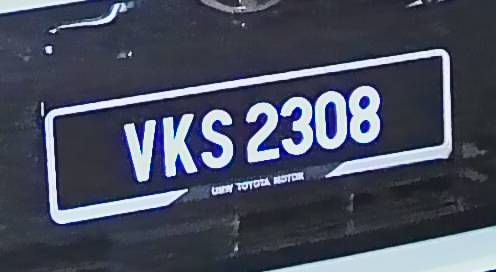 VKS 2308
UMW TOYOTA MOTOR